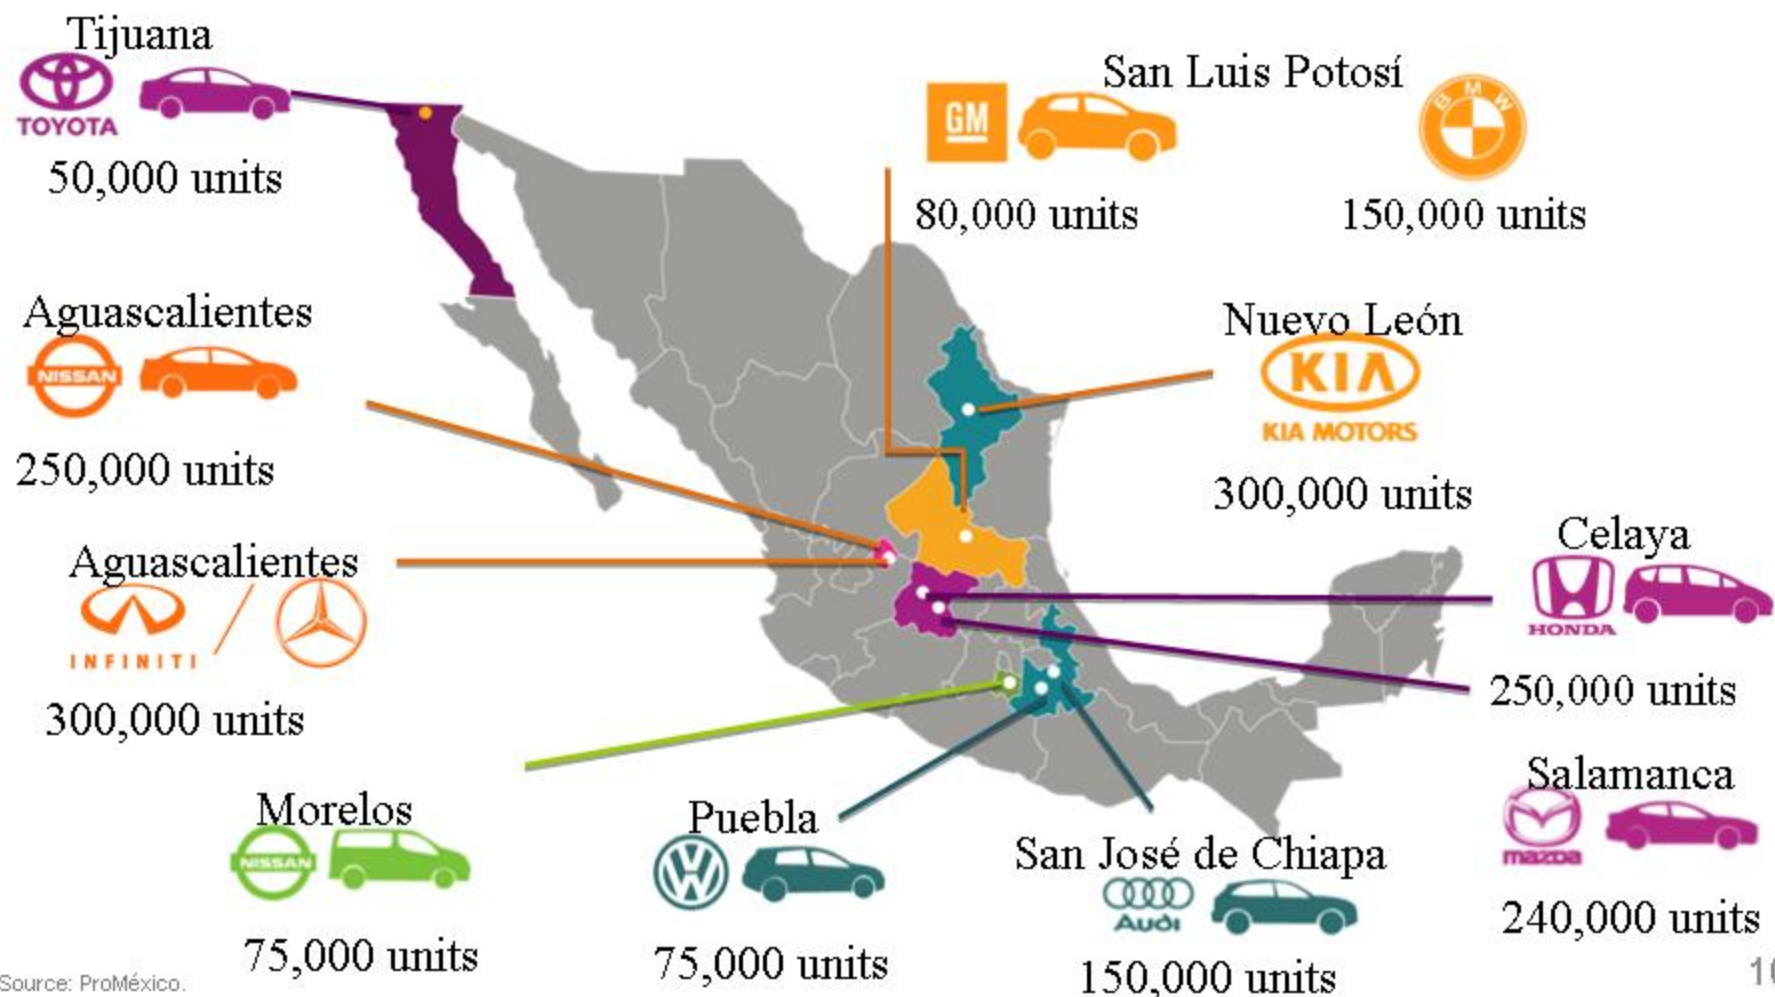 Tijuana
TOYOTA
50,000 units
San Luis Potosí
GM
BMW
80,000 units
150,000 units
Aguascalientes
NISSAN
250,000 units
Nuevo León
KIA
KIA MOTORS
300,000 units
Aguascalientes
INFINITI
300,000 units
Celaya
HONDA
250,000 units
Salamanca
mazda
240,000 units
Morelos
NISSAN
75,000 units
Puebla
75,000 units
San José de Chiapa
Audi
150,000 units
Source: ProMéxico.